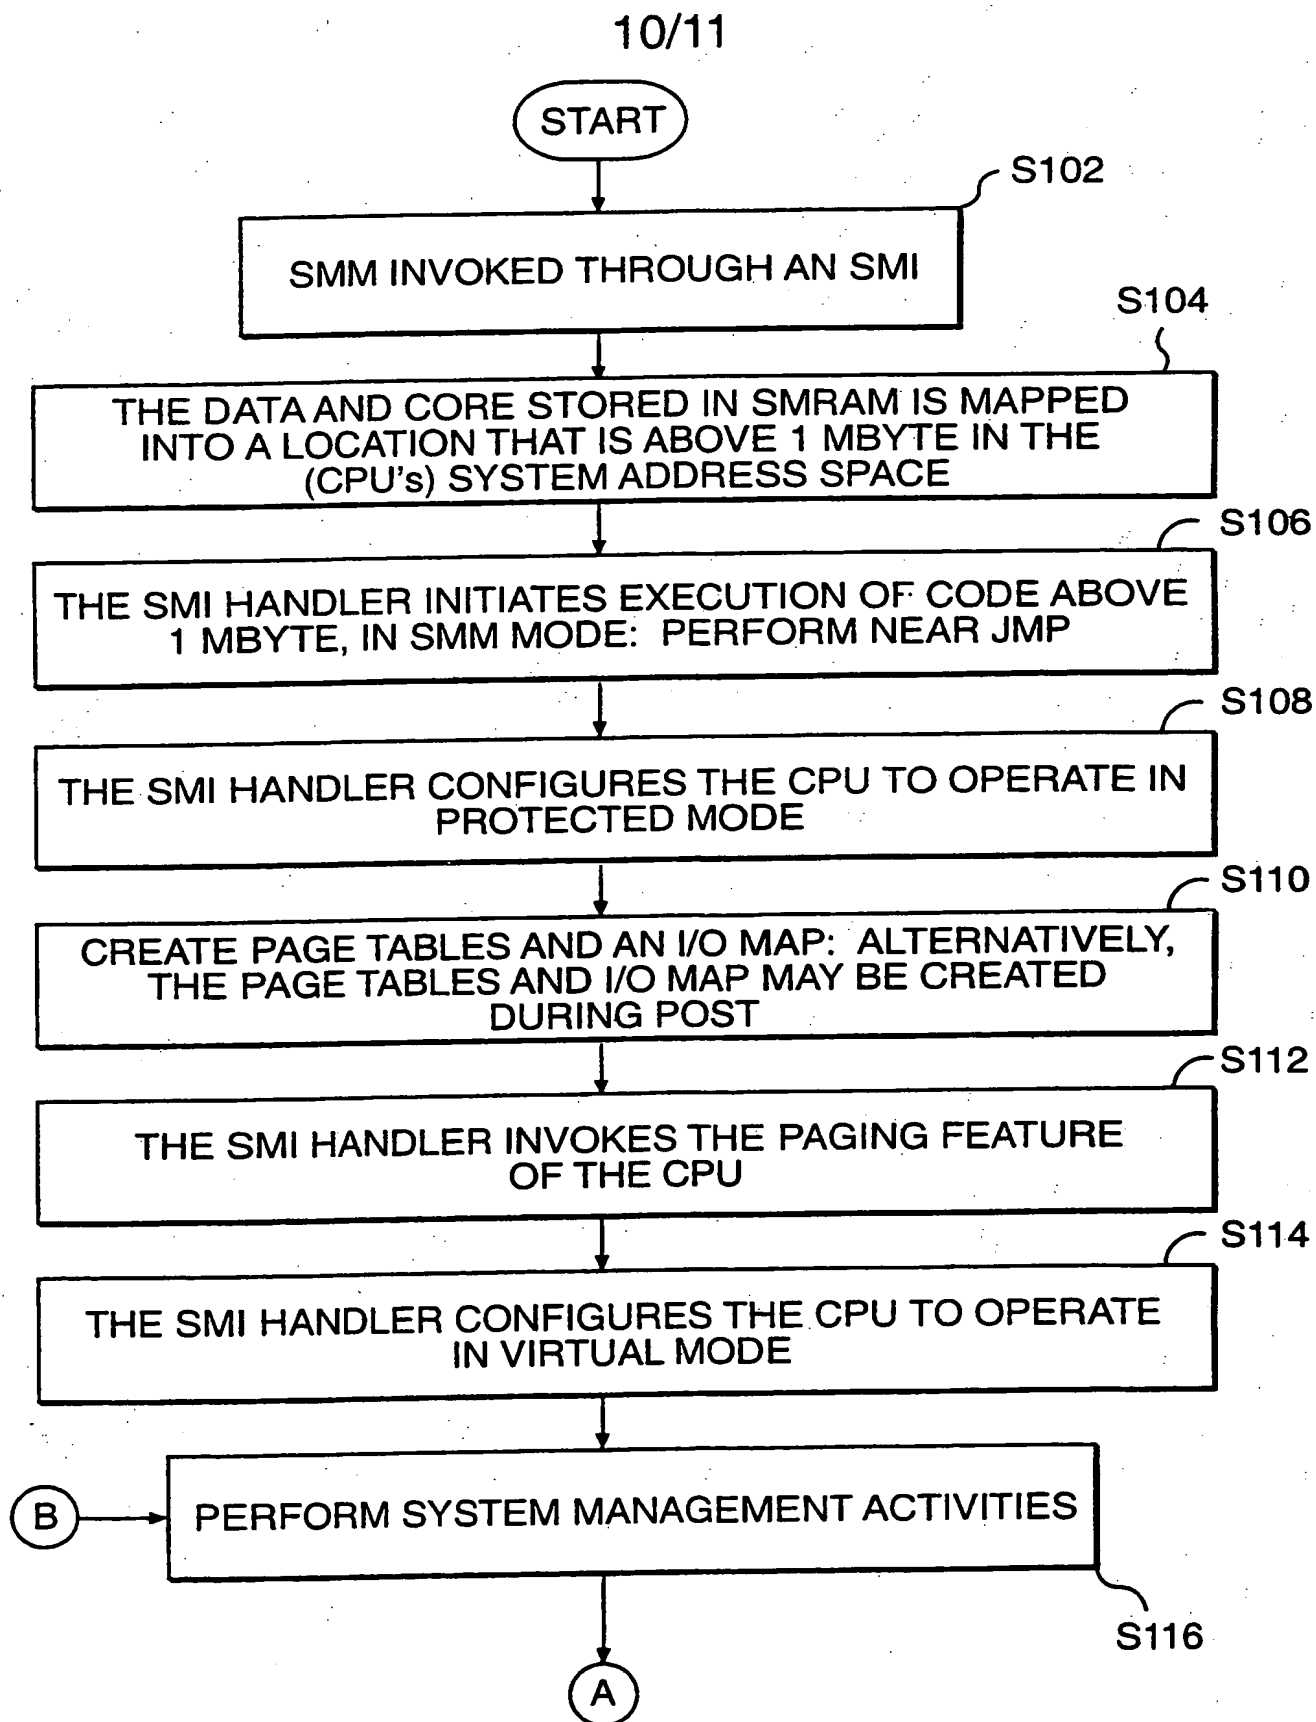 10/11
START
S102
SMM INVOKED THROUGH AN SMI
S104
THE DATA AND CORE STORED IN SMRAM IS MAPPED
INTO A LOCATION THAT IS ABOVE 1 MBYTE IN THE
(CPU's) SYSTEM ADDRESS SPACE
S106
THE SMI HANDLER INITIATES EXECUTION OF CODE ABOVE
1 MBYTE, IN SMM MODE: PERFORM NEAR JMP
S108
THE SMI HANDLER CONFIGURES THE CPU TO OPERATE IN
PROTECTED MODE
S110
CREATE PAGE TABLES AND AN I/O MAP: ALTERNATIVELY,
THE PAGE TABLES AND I/O MAP MAY BE CREATED
DURING POST
S112
THE SMI HANDLER INVOKES THE PAGING FEATURE
OF THE CPU
S114
THE SMI HANDLER CONFIGURES THE CPU TO OPERATE
IN VIRTUAL MODE
B
PERFORM SYSTEM MANAGEMENT ACTIVITIES
S116
A